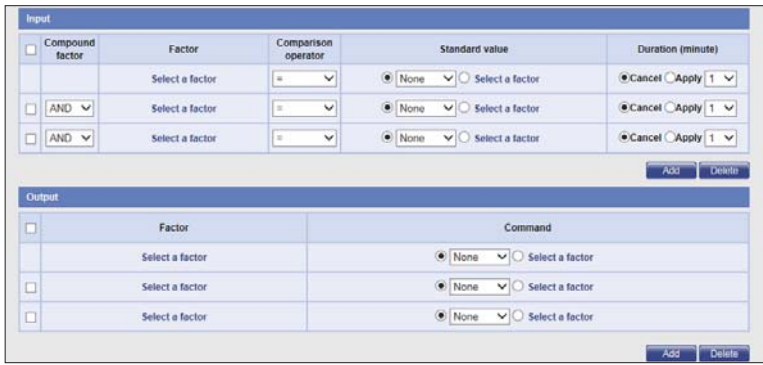 Input
Compound factor Factor Comparison operator Standard value Duration (minute)
Select a factor = None Select a factor Cancel Apply 1
AND Select a factor = None Select a factor Cancel Apply 1
AND Select a factor = None Select a factor Cancel Apply 1
Add Delete
Output
Factor Command
Select a factor None Select a factor
Select a factor None Select a factor
Select a factor None Select a factor
Add Delete